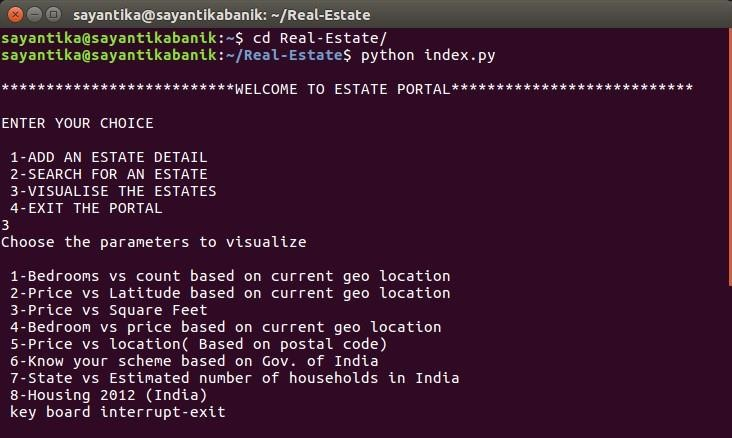 sayantika@sayantikabanik: ~/Real-Estate
sayantika@sayantikabanik:~$ cd Real-Estate/
sayantika@sayantikabanik:~/Real-Estate$ python index.py
**************************WELCOME TO ESTATE PORTAL***************************
ENTER YOUR CHOICE
1-ADD AN ESTATE DETAIL
2-SEARCH FOR AN ESTATE
3-VISUALISE THE ESTATES
4-EXIT THE PORTAL
3
Choose the parameters to visualize
1-Bedrooms vs count based on current geo location
2-Price vs Latitude based on current geo location
3-Price vs Square Feet
4-Bedroom vs price based on current geo location
5-Price vs location( Based on postal code)
6-Know your scheme based on Gov. of India
7-State vs Estimated number of households in India
8-Housing 2012 (India)
key board interrupt-exit